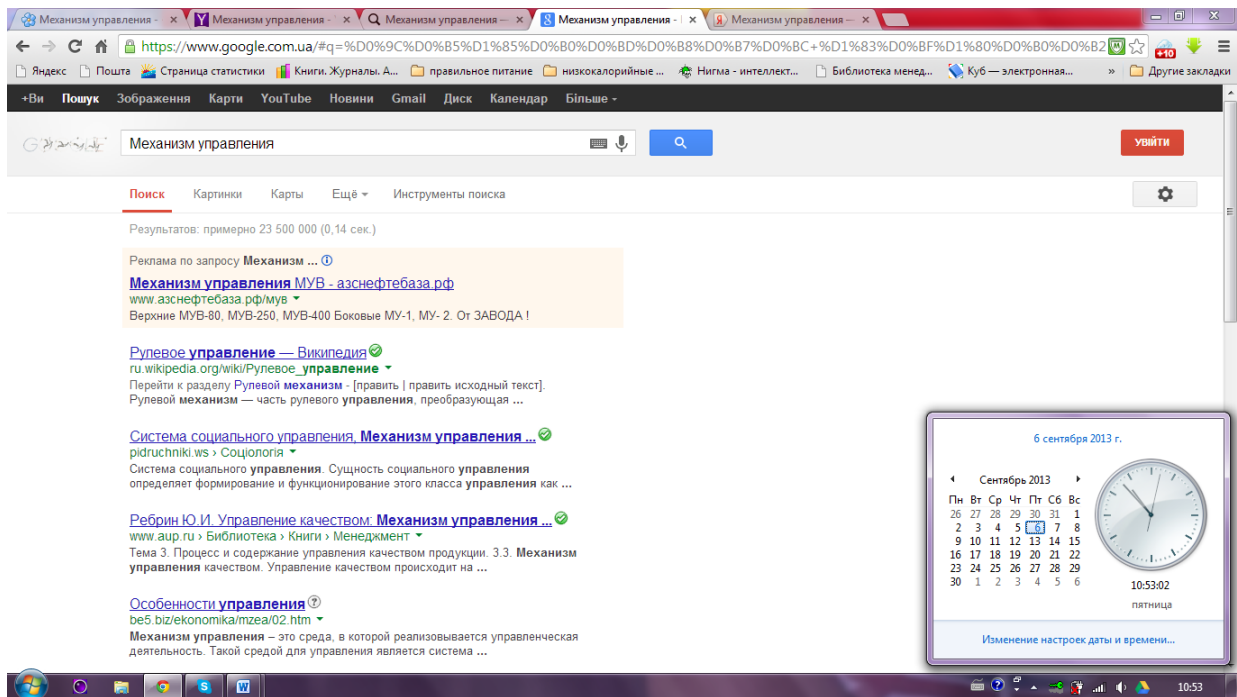 Механизм управления -
Механизм управления - 
Механизм управления —
Механизм управления -
Механизм управления —
https://www.google.com.ua/#q=%D0%9C%D0%B5%D1%85%D0%B0%D0%BD%D0%B8%D0%B7%D0%BC+%D1%83%D0%BF%D1%80%D0%B0%D0%B2
+10
Яндекс
Пошта
Страница статистики
Книги. Журналы. А...
правильное питание
низкокалорийные ...
Нигма - интеллект...
Библиотека менед...
Куб — электронная...
»
Другие закладки
+Ви Пошук Зображення Карти YouTube Новини Gmail Диск Календар Більше
Механизм управления
УВІЙТИ
Поиск Картинки Карты Ещё Инструменты поиска
Результатов: примерно 23 500 000 (0,14 сек.)
Реклама по запросу Механизм ...
Механизм управления МУВ - азснефтебаза.рф
www.азснефтебаза.рф/мув
Верхние МУВ-80, МУВ-250, МУВ-400 Боковые МУ-1, МУ- 2. От ЗАВОДА !
Рулевое управление — Википедия
ru.wikipedia.org/wiki/Рулевое_управление
Перейти к разделу Рулевой механизм - [править | править исходный текст].
Рулевой механизм — часть рулевого управления, преобразующая ...
Система социального управления, Механизм управления ...
pidruchniki.ws › Соціологія
Система социального управления. Сущность социального управления
определяет формирование и функционирование этого класса управления как ...
Ребрин Ю.И. Управление качеством: Механизм управления ...
www.aup.ru › Библиотека › Книги › Менеджмент
Тема 3. Процесс и содержание управления качеством продукции. 3.3. Механизм
управления качеством. Управление качеством происходит на ...
Особенности управления
be5.biz/ekonomika/mzea/02.htm
Механизм управления – это среда, в которой реализовывается управленческая
деятельность. Такой средой для управления является система ...
6 сентября 2013 г.
Сентябрь 2013
Пн Вт Ср Чт Пт Сб Вс
26 27 28 29 30 31 1
2 3 4 5 6 7 8
9 10 11 12 13 14 15
16 17 18 19 20 21 22
23 24 25 26 27 28 29
30 1 2 3 4 5 6
10:53:02
пятница
Изменение настроек даты и времени...
10:53